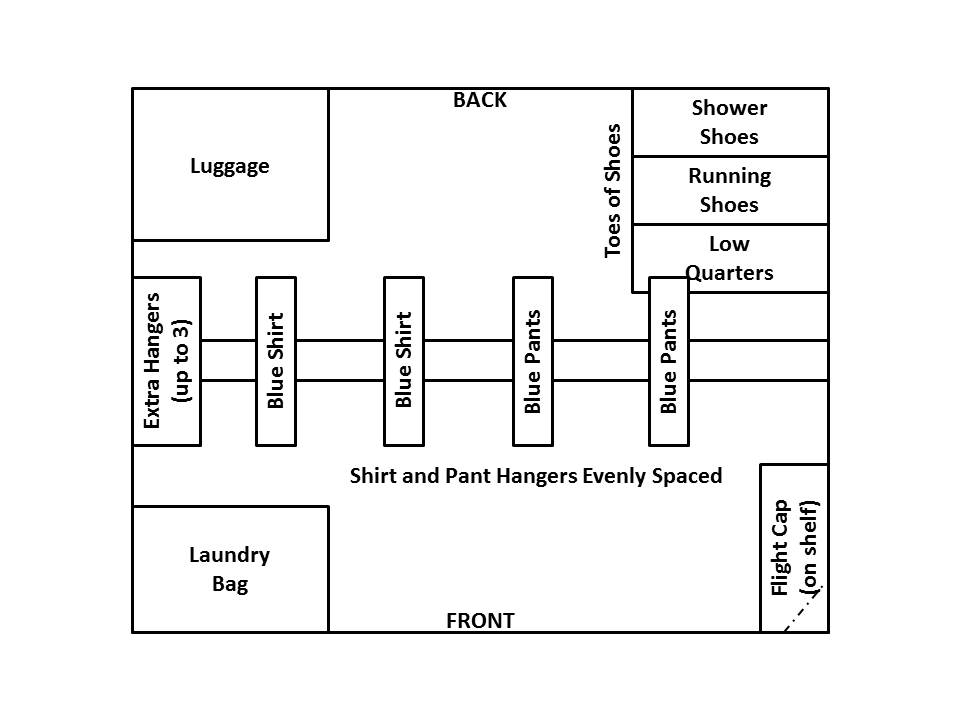 BACK
Luggage
Toes of Shoes
Shower
Shoes
Running
Shoes
Low
Quarters
Extra Hangers
(up to 3)
Blue Shirt
Blue Shirt
Blue Pants
Blue Pants
Shirt and Pant Hangers Evenly Spaced
Laundry
Bag
Flight Cap
(on shelf)
FRONT